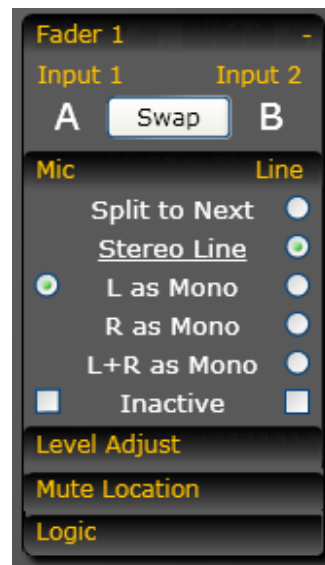 Fader 1 -
Input 1 Input 2
A Swap B
Mic Line
Split to Next
Stereo Line
L as Mono
R as Mono
L+R as Mono
Inactive
Level Adjust
Mute Location
Logic